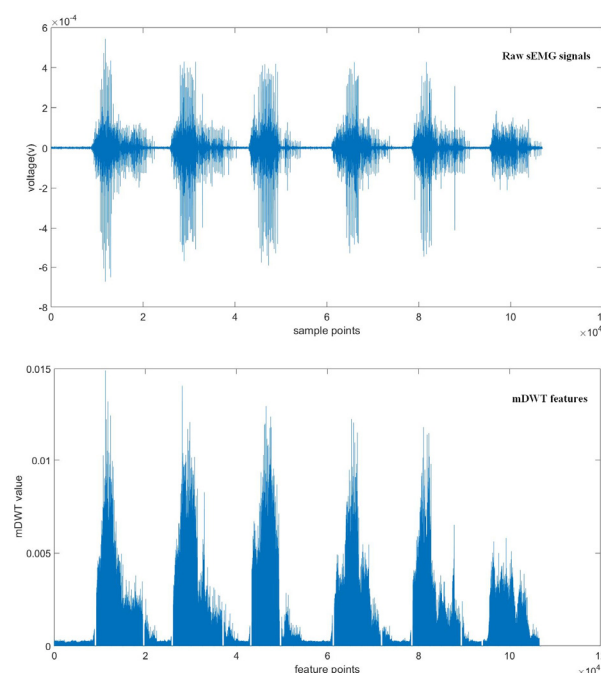 ×10⁻⁴
6
Raw sEMG signals
4
2
0
-2
-4
-6
-8
voltage(v)
0 2 4 6 8 10 12
sample points
×10⁴
0.015
mDWT features
0.01
0.005
0
mDWT value
0 2 4 6 8 10 12
feature points
×10⁴